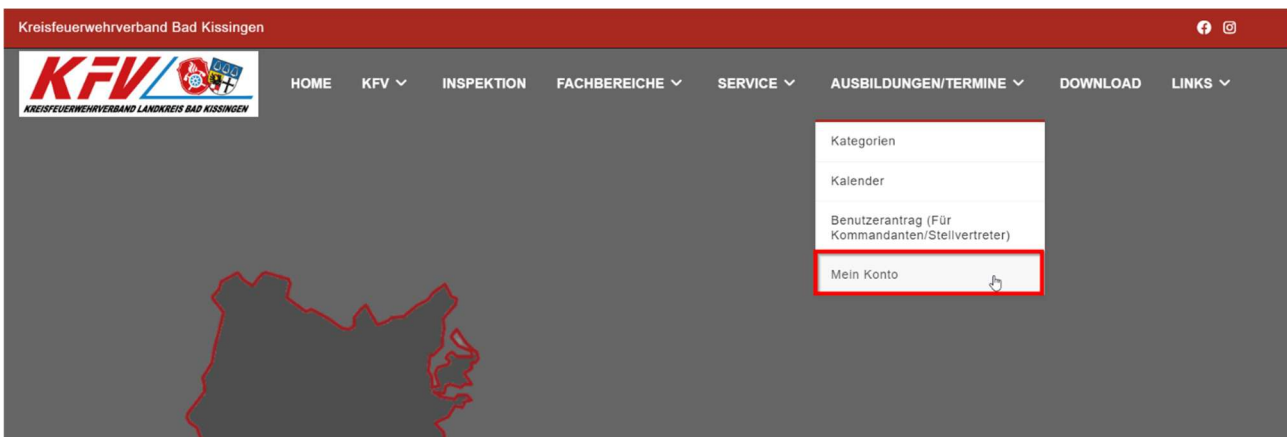 Kreisfeuerwehrverband Bad Kissingen
KFV
KREISFEUERWEHRVERBAND LANDKREIS BAD KISSINGEN
HOME KFV INSPEKTION FACHBEREICHE SERVICE AUSBILDUNGEN/TERMINE DOWNLOAD LINKS
Kategorien
Kalender
Benutzerantrag (Für
Kommandanten/Stellvertreter)
Mein Konto